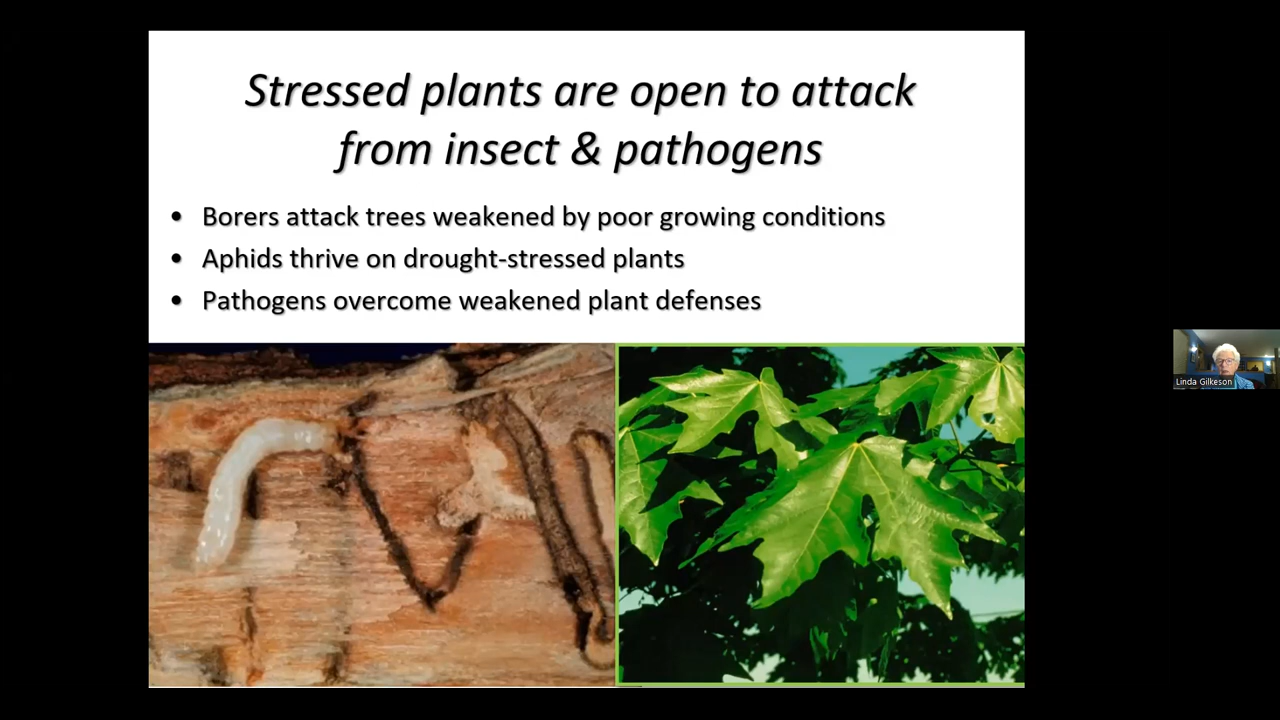 Stressed plants are open to attack
from insect & pathogens
• Borers attack trees weakened by poor growing conditions
• Aphids thrive on drought-stressed plants
• Pathogens overcome weakened plant defenses
Linda Gilkeson